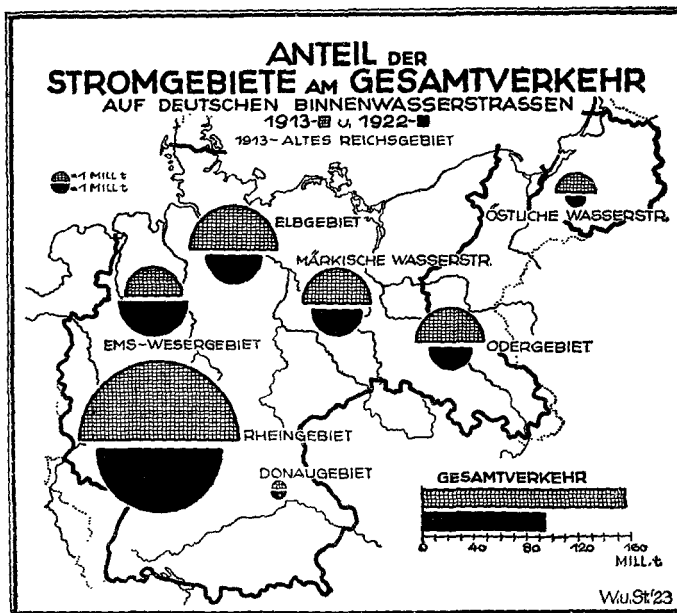 ANTEIL DER
STROMGEBIETE AM GESAMTVERKEHR
AUF DEUTSCHEN BINNENWASSERSTRASSEN
1913- u. 1922-
1913-ALTES REICHSGEBIET
=1 MILL t
=1 MILL t
ELBGEBIET
ÖSTLICHE WASSERSTR.
MÄRKISCHE WASSERSTR.
EMS-WESERGEBIET
ODERGEBIET
RHEINGEBIET
DONAUGEBIET
GESAMTVERKEHR
0 40 80 120 160
MILL.t
W.u.St.'23